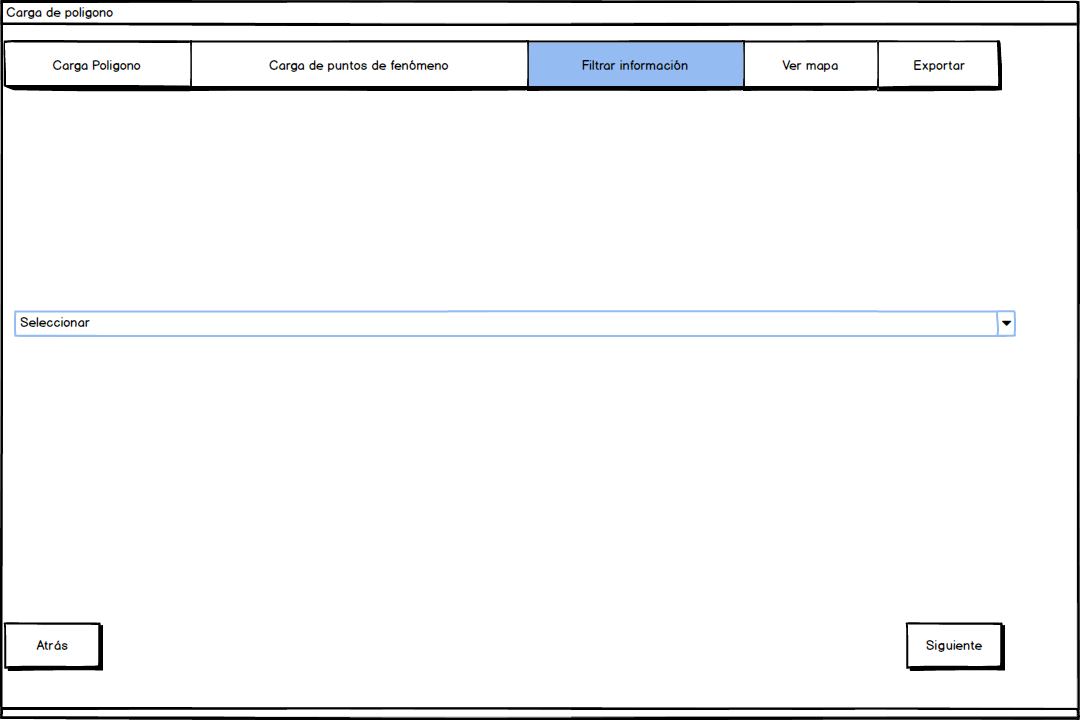 Carga de poligono
Carga Poligono
Carga de puntos de fenómeno
Filtrar información
Ver mapa
Exportar
Seleccionar
Atrás
Siguiente